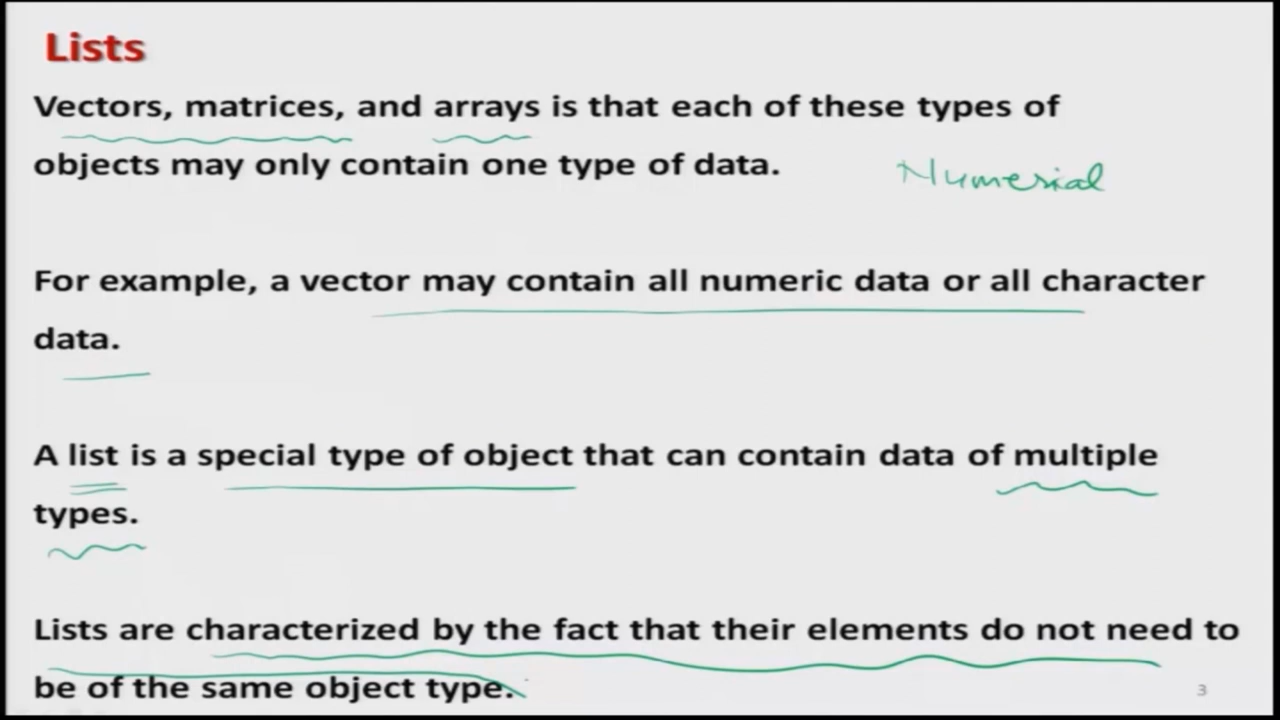 Lists
Vectors, matrices, and arrays is that each of these types of
objects may only contain one type of data.
Numerial
For example, a vector may contain all numeric data or all character
data.
A list is a special type of object that can contain data of multiple
types.
Lists are characterized by the fact that their elements do not need to
be of the same object type.
3